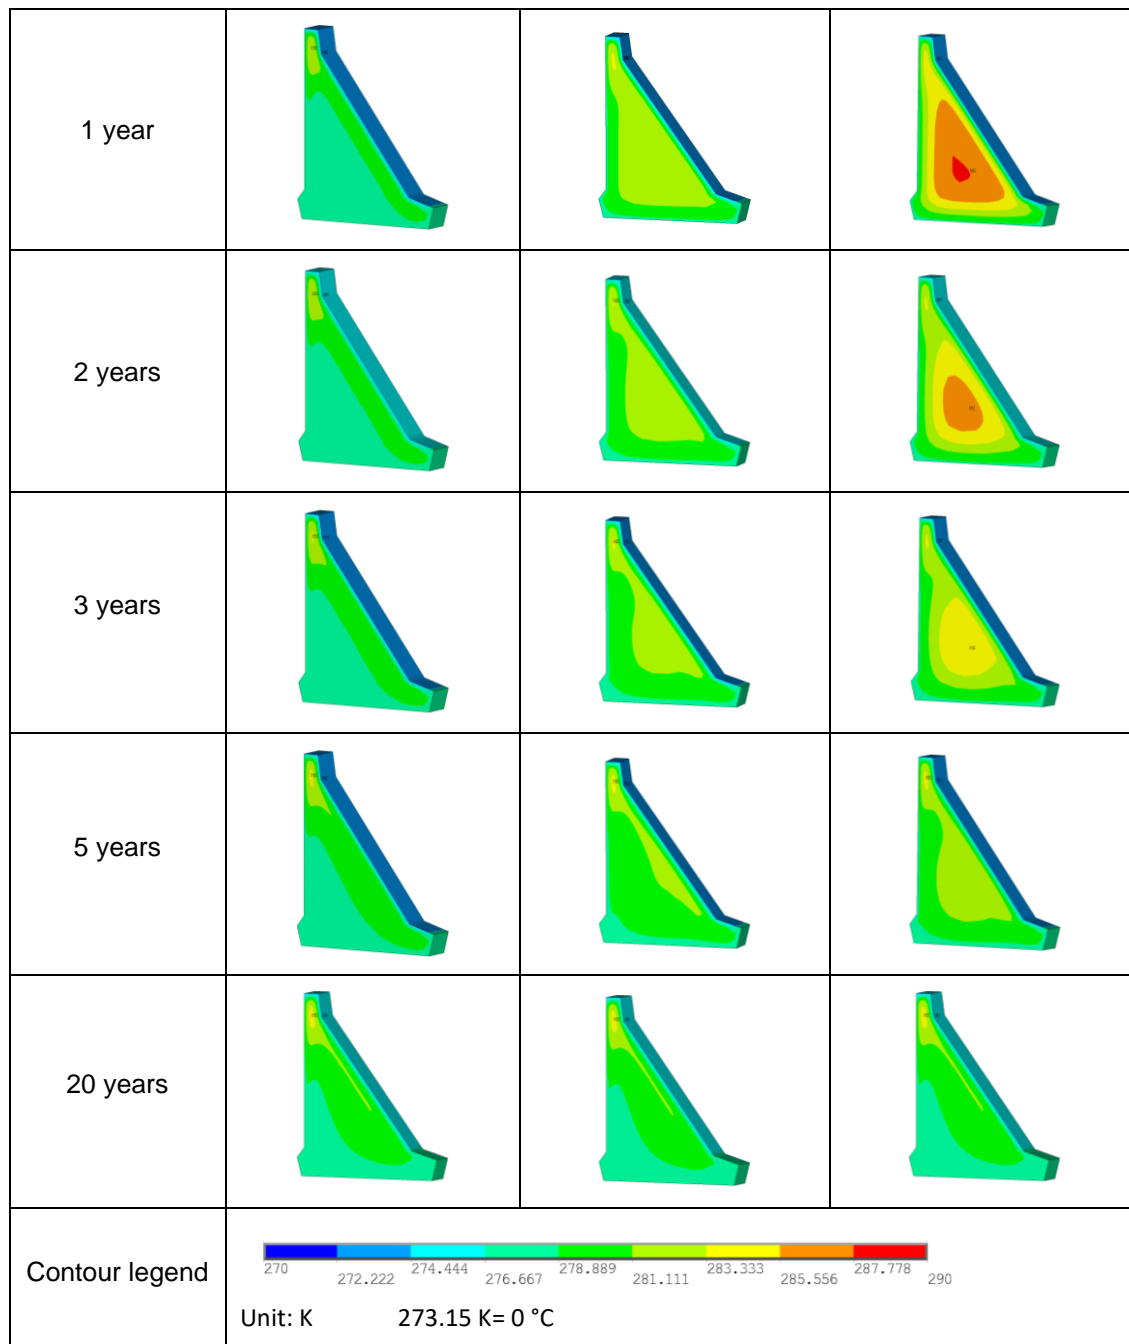 1 year
2 years
3 years
5 years
20 years
Contour legend
270 272.222 274.444 276.667 278.889 281.111 283.333 285.556 287.778 290
Unit: K 273.15 K= 0 °C